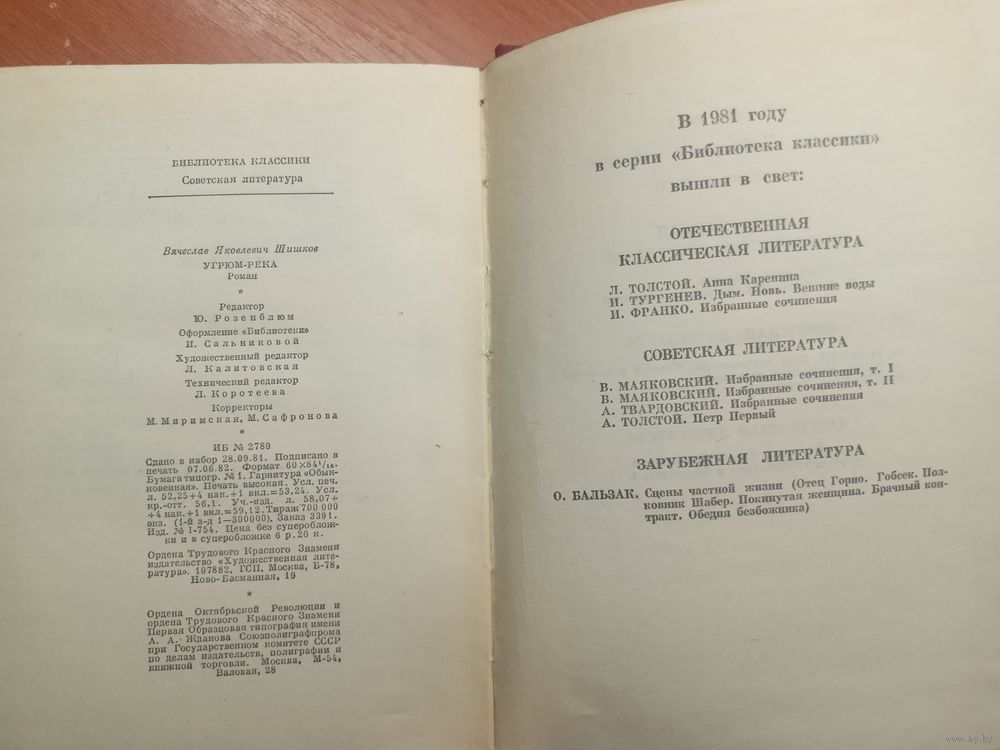 БИБЛИОТЕКА КЛАССИКИ
Советская литература
Вячеслав Яковлевич Шишков
УГРЮМ-РЕКА
Роман
*
Редактор
Ю. Розенблюм
Оформление «Библиотеки»
И. Сальниковой
Художественный редактор
Л. Калитовская
Технический редактор
Л. Коротеева
Корректоры
М. Миримская, М. Сафронова
*
ИБ № 2789
Сдано в набор 28.09.81. Подписано в
печать 07.06.82. Формат 60×84¹/₁₆.
Бумага типогр. № 1. Гарнитура «Обык-
новенная». Печать высокая. Усл. печ.
л. 52,25+4 нак.+1 вкл.=53,24. Усл.
кр.-отт. 56,1. Уч.-изд. л. 58,07+
+4 нак.+1 вкл.=59,12. Тираж 700 000
экз. (1-й з-д 1—300000). Заказ 3391.
Изд. № 1-754. Цена без супероблож-
ки и в суперобложке 6 р. 20 к.
Ордена Трудового Красного Знамени
издательство «Художественная лите-
ратура». 107882, ГСП, Москва, Б-78,
Ново-Басманная, 19
*
Ордена Октябрьской Революции и
ордена Трудового Красного Знамени
Первая Образцовая типография имени
А. А. Жданова Союзполиграфпрома
при Государственном комитете СССР
по делам издательств, полиграфии и
книжной торговли. Москва, М-54,
Валовая, 28
В 1981 году
в серии «Библиотека классики»
вышли в свет:
ОТЕЧЕСТВЕННАЯ
КЛАССИЧЕСКАЯ ЛИТЕРАТУРА
Л. ТОЛСТОЙ. Анна Каренина
И. ТУРГЕНЕВ. Дым. Новь. Вешние воды
И. ФРАНКО. Избранные сочинения
СОВЕТСКАЯ ЛИТЕРАТУРА
В. МАЯКОВСКИЙ. Избранные сочинения, т. I
В. МАЯКОВСКИЙ. Избранные сочинения, т. II
А. ТВАРДОВСКИЙ. Избранные сочинения
А. ТОЛСТОЙ. Петр Первый
ЗАРУБЕЖНАЯ ЛИТЕРАТУРА
О. БАЛЬЗАК. Сцены частной жизни (Отец Горио. Гобсек. Пол-
ковник Шабер. Покинутая женщина. Брачный кон-
тракт. Обедня безбожника)
www.ay.by